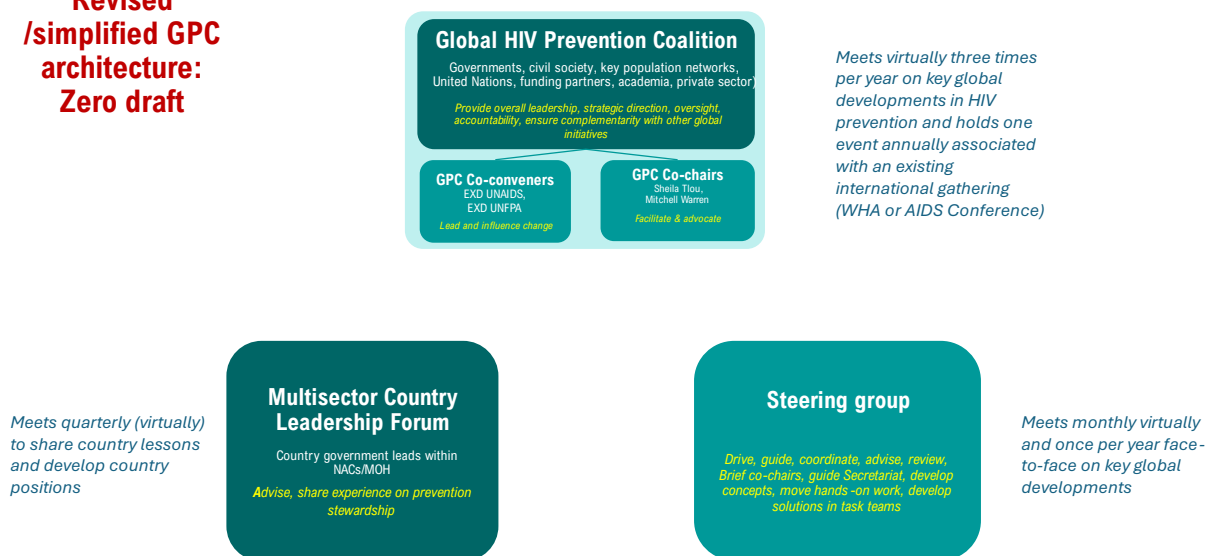 Revised
/simplified GPC
architecture:
Zero draft
Global HIV Prevention Coalition
Governments, civil society, key population networks,
United Nations, funding partners, academia, private sector)
Provide overall leadership, strategic direction, oversight,
accountability, ensure complementarity with other global
initiatives
GPC Co-conveners
EXD UNAIDS,
EXD UNFPA
Lead and influence change
GPC Co-chairs
Sheila Tlou,
Mitchell Warren
Facilitate & advocate
Meets virtually three times
per year on key global
developments in HIV
prevention and holds one
event annually associated
with an existing
international gathering
(WHA or AIDS Conference)
Meets quarterly (virtually)
to share country lessons
and develop country
positions
Multisector Country
Leadership Forum
Country government leads within
NACs/MOH
Advise, share experience on prevention
stewardship
Steering group
Drive, guide, coordinate, advise, review,
Brief co-chairs, guide Secretariat, develop
concepts, move hands -on work, develop
solutions in task teams
Meets monthly virtually
and once per year face-
to-face on key global
developments